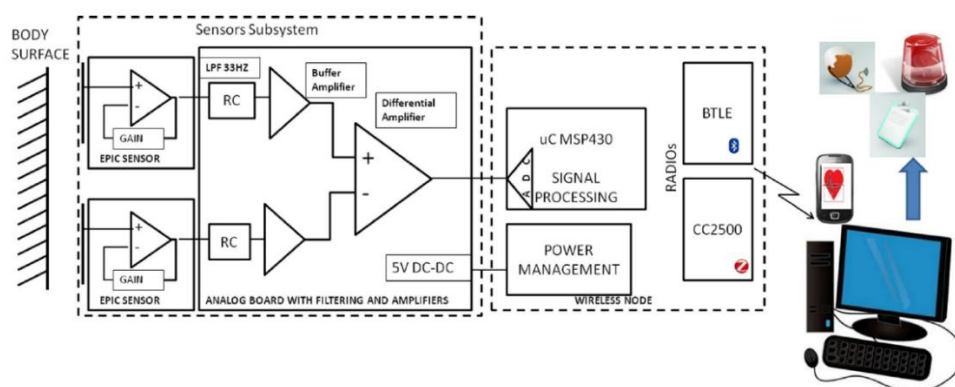 BODY
SURFACE
Sensors Subsystem
LPF 33HZ
RC
Buffer
Amplifier
Differential
Amplifier
+
-
GAIN
EPIC SENSOR
+
-
RC
+
-
GAIN
EPIC SENSOR
5V DC-DC
ANALOG BOARD WITH FILTERING AND AMPLIFIERS
uC MSP430
ADC
SIGNAL
PROCESSING
POWER
MANAGEMENT
WIRELESS NODE
RADIOS
BTLE
CC2500